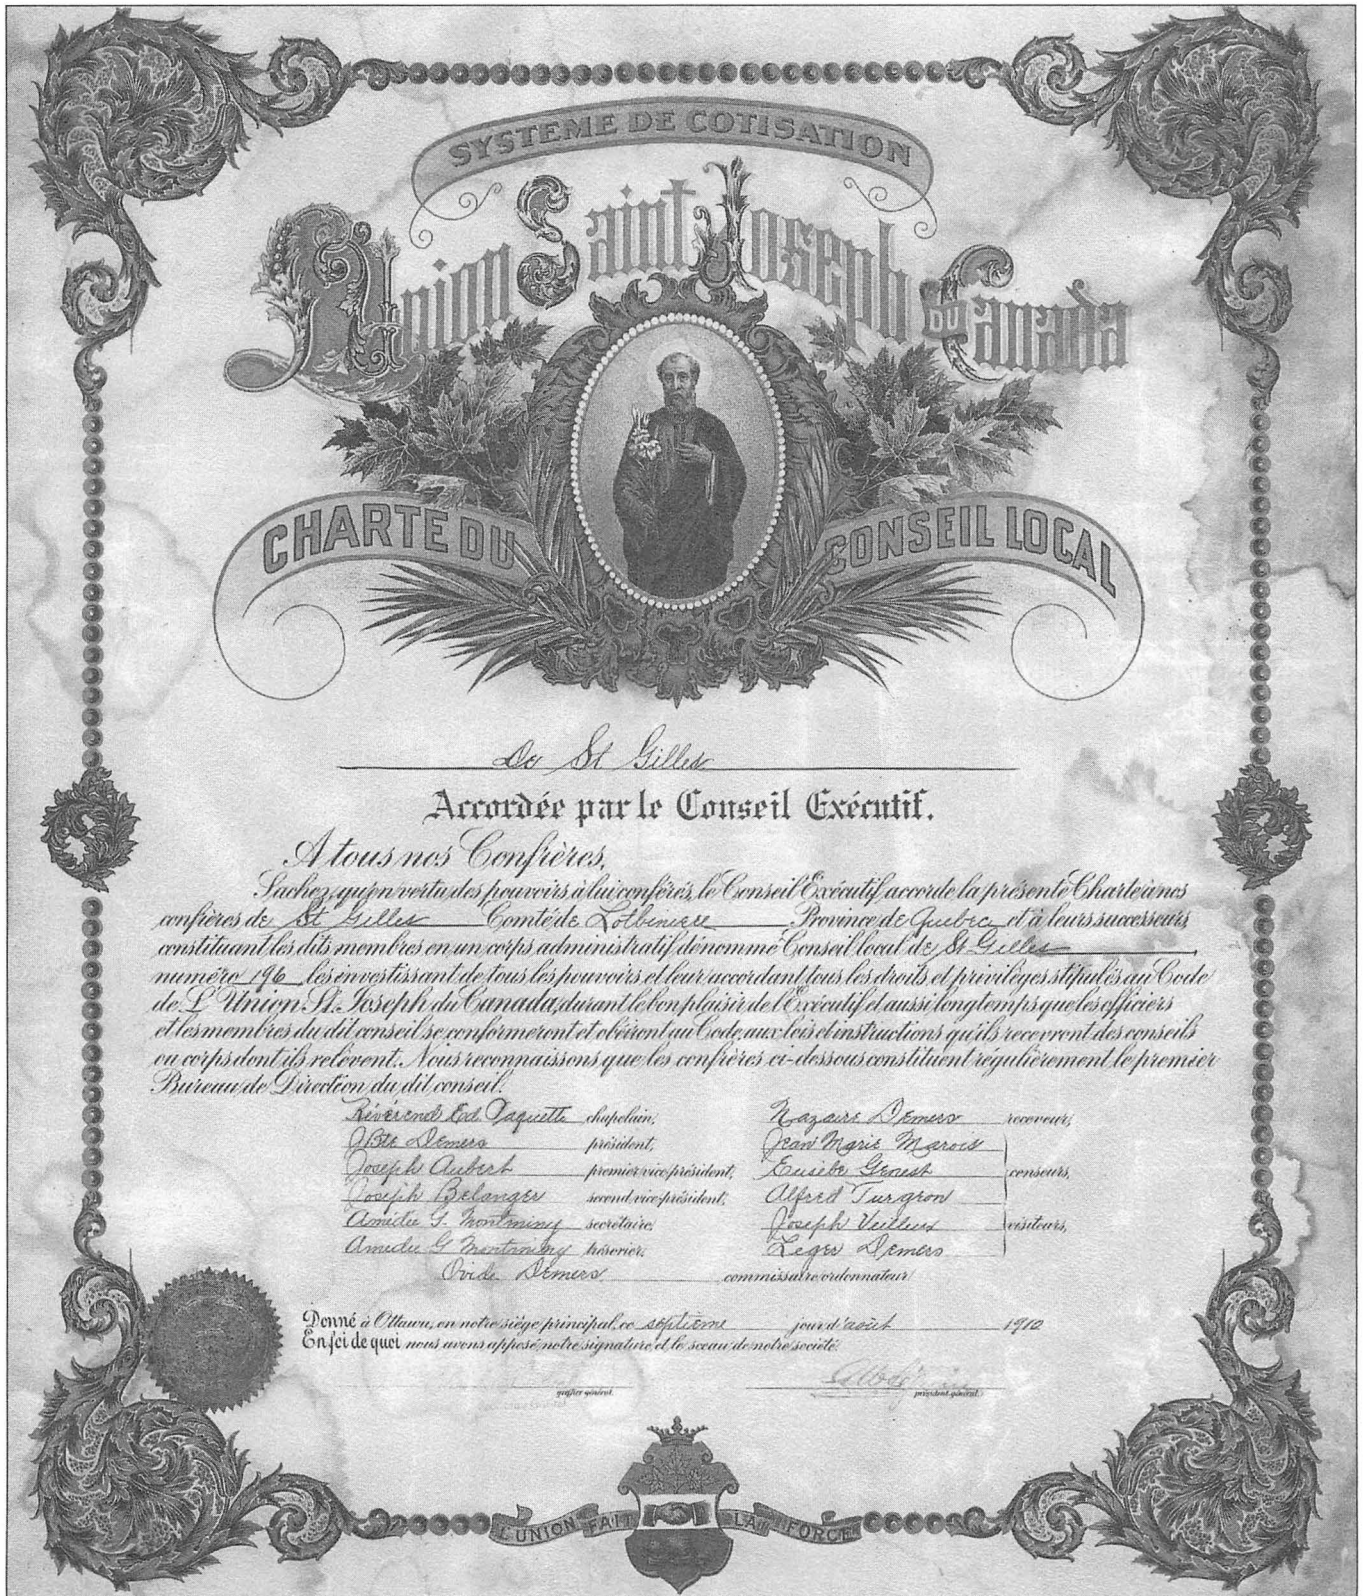 SYSTEME DE COTISATION
L'Union Saint Joseph DU Canada
CHARTE DU CONSEIL LOCAL
De St Gilles
Accordée par le Conseil Exécutif.
A tous nos Confrères,
Sachez, qu'en vertu des pouvoirs à lui conférés, le Conseil Exécutif accorde la présente Charte à nos
confrères de St Gilles Comté de Lotbiniere Province de Quebec et à leurs successeurs,
constituant les dits membres en un corps administratif dénommé Conseil local de St Gilles
numéro 196 les investissant de tous les pouvoirs et leur accordant tous les droits et privilèges stipulés au Code
de L'Union St. Joseph du Canada, durant le bon plaisir de l'Exécutif et aussi longtemps que les officiers
et les membres du dit conseil se conformeront et obéiront au Code, aux lois et instructions qu'ils recevront des conseils
ou corps dont ils relèvent. Nous reconnaissons que les confrères ci-dessous constituent régulièrement le premier
Bureau de Direction du dit conseil.
Révérend Ed. Paquette chapelain, Nazaire Demers receveur,
J Bte Demers président, Jean Marie Marois
Joseph Aubert premier vice-président, Eusèbe Genest censeurs,
Joseph Belanger second vice-président, Alfred Turgeon
Amédée G. Montminy secrétaire, Joseph Veilleux visiteurs,
Amedee G Montminy trésorier, Leger Demers
Ovide Demers commissaire ordonnateur
Donné à Ottawa, en notre siège principal, ce septième jour d'août 1910
En foi de quoi nous avons apposé notre signature et le sceau de notre société.
greffier général. président général.
L'UNION FAIT LA FORCE